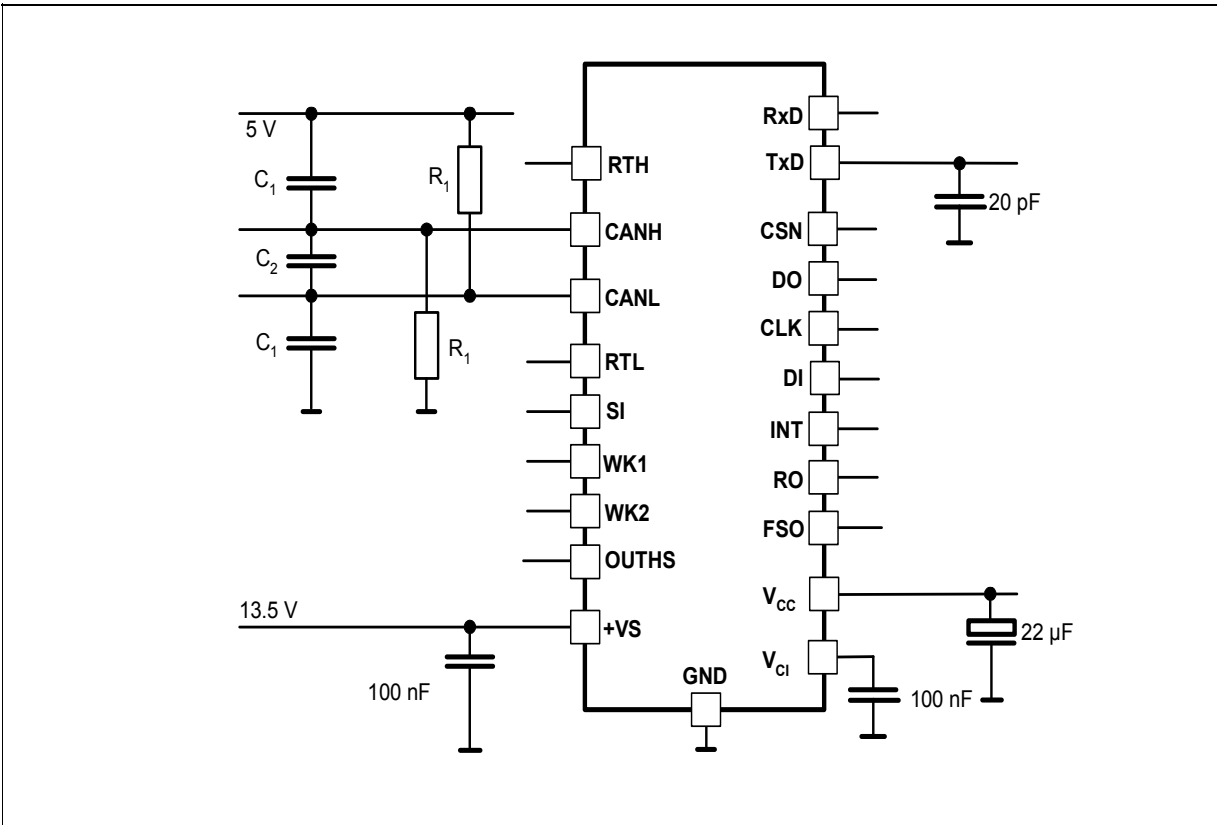 5 V
C1
R1
C2
C1
R1
13.5 V
100 nF
RTH
CANH
CANL
RTL
SI
WK1
WK2
OUTHS
+VS
GND
RxD
TxD
CSN
DO
CLK
DI
INT
RO
FSO
VCC
VCI
20 pF
22 µF
100 nF